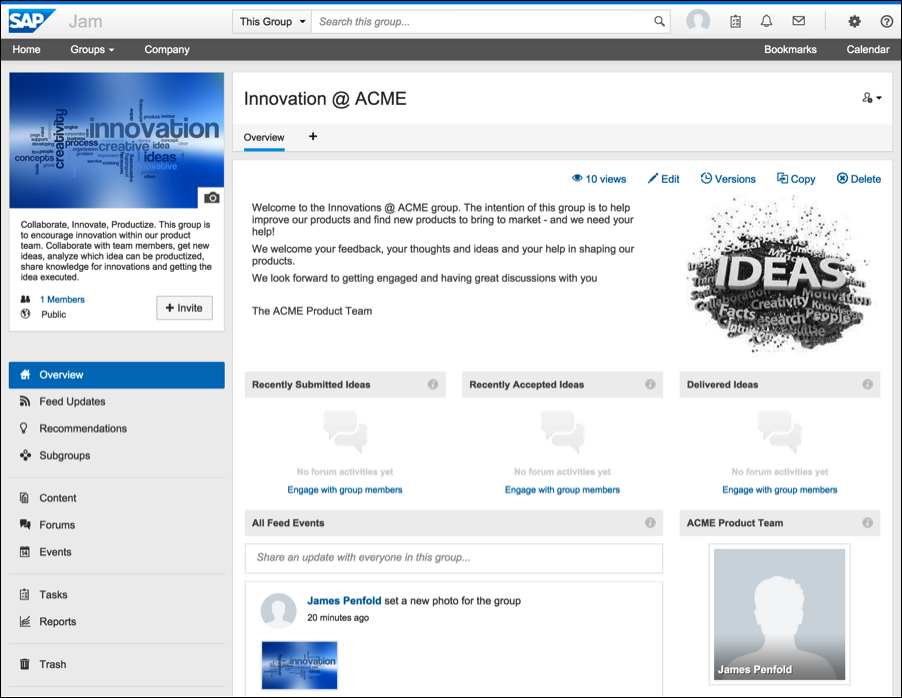 SAP Jam
This Group
Search this group...
Home
Groups
Company
Bookmarks
Calendar
innovation
creativity
process
creative idea
concepts
ideas
innovative
Innovation @ ACME
Overview
+
10 views
Edit
Versions
Copy
Delete
Collaborate, Innovate, Productize. This group is
to encourage innovation within our product
team. Collaborate with team members, get new
ideas, analyze which idea can be productized,
share knowledge for innovations and getting the
idea executed.
1 Members
Public
+ Invite
Welcome to the Innovations @ ACME group. The intention of this group is to help
improve our products and find new products to bring to market - and we need your
help!
We welcome your feedback, your thoughts and ideas and your help in shaping our
products.
We look forward to getting engaged and having great discussions with you
The ACME Product Team
IDEAS
Creativity
Facts
People
Overview
Feed Updates
Recommendations
Subgroups
Content
Forums
Events
Tasks
Reports
Trash
Recently Submitted Ideas
No forum activities yet
Engage with group members
Recently Accepted Ideas
No forum activities yet
Engage with group members
Delivered Ideas
No forum activities yet
Engage with group members
All Feed Events
Share an update with everyone in this group...
James Penfold set a new photo for the group
20 minutes ago
innovation
ACME Product Team
James Penfold